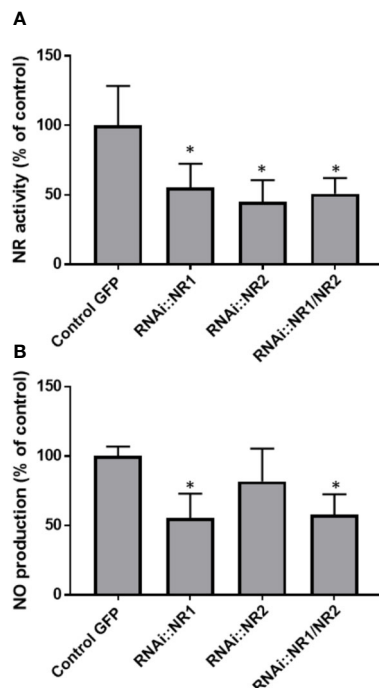 A
NR activity (% of control)
150
100
50
0
*
*
*
Control GFP
RNAi::NR1
RNAi::NR2
RNAi::NR1/NR2
B
NO production (% of control)
150
100
50
0
*
*
Control GFP
RNAi::NR1
RNAi::NR2
RNAi::NR1/NR2